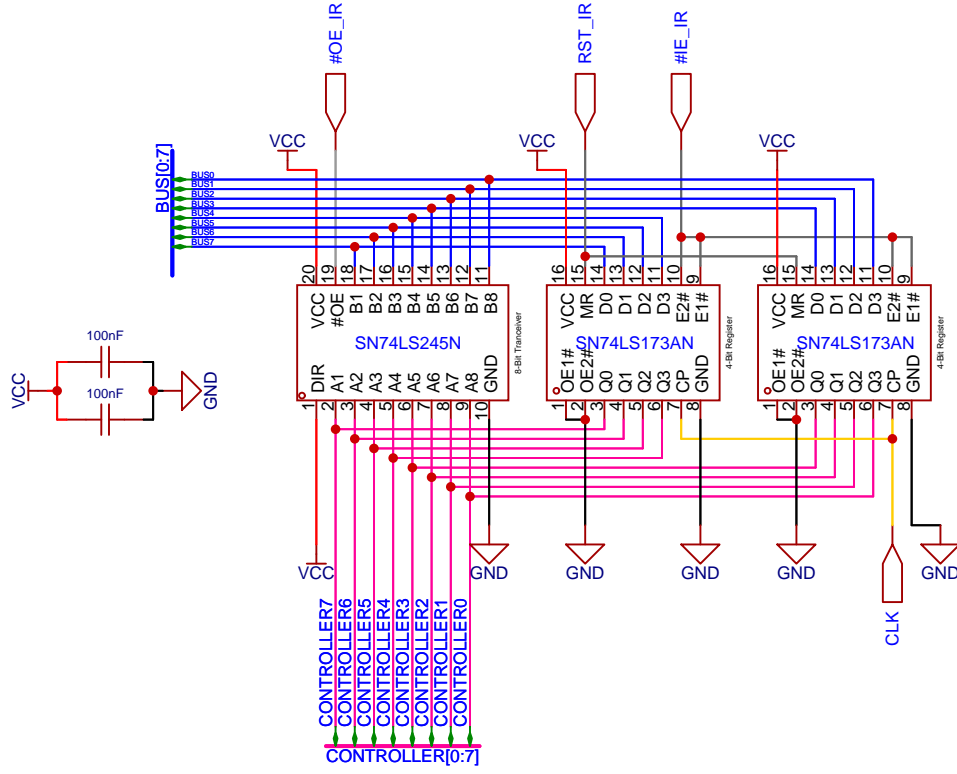 #OE_IR
RST_IR
#IE_IR
VCC
VCC
VCC
BUS[0:7]
BUS0
BUS1
BUS2
BUS3
BUS4
BUS5
BUS6
BUS7
20 19 18 17 16 15 14 13 12 11
VCC #OE B1 B2 B3 B4 B5 B6 B7 B8
SN74LS245N
8-Bit Tranceiver
DIR A1 A2 A3 A4 A5 A6 A7 A8 GND
1 2 3 4 5 6 7 8 9 10
16 15 14 13 12 11 10 9
VCC MR D0 D1 D2 D3 E2# E1#
SN74LS173AN
4-Bit Register
OE1# OE2# Q0 Q1 Q2 Q3 CP GND
1 2 3 4 5 6 7 8
16 15 14 13 12 11 10 9
VCC MR D0 D1 D2 D3 E2# E1#
SN74LS173AN
4-Bit Register
OE1# OE2# Q0 Q1 Q2 Q3 CP GND
1 2 3 4 5 6 7 8
100nF
100nF
VCC
GND
VCC
GND
GND
GND
GND
GND
CLK
CONTROLLER7
CONTROLLER6
CONTROLLER5
CONTROLLER4
CONTROLLER3
CONTROLLER2
CONTROLLER1
CONTROLLER0
CONTROLLER[0:7]